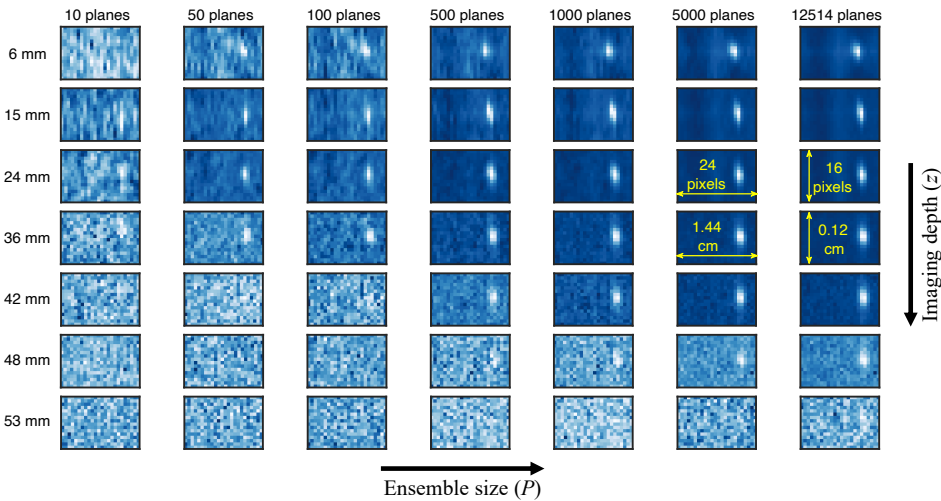 10 planes
50 planes
100 planes
500 planes
1000 planes
5000 planes
12514 planes
6 mm
15 mm
24 mm
24
pixels
16
pixels
36 mm
1.44
cm
0.12
cm
42 mm
48 mm
53 mm
Imaging depth (z)
Ensemble size (P)